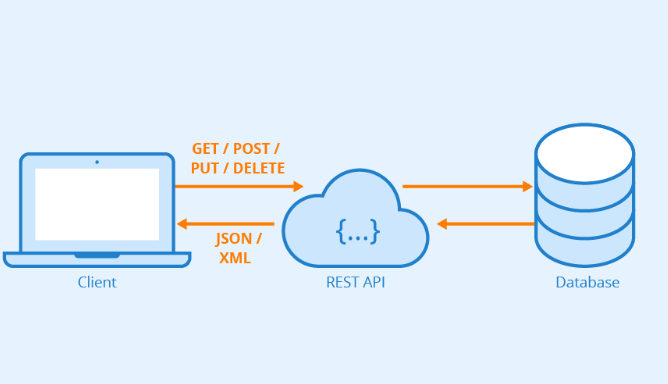 GET / POST /
PUT / DELETE
{...}
JSON /
XML
Client
REST API
Database